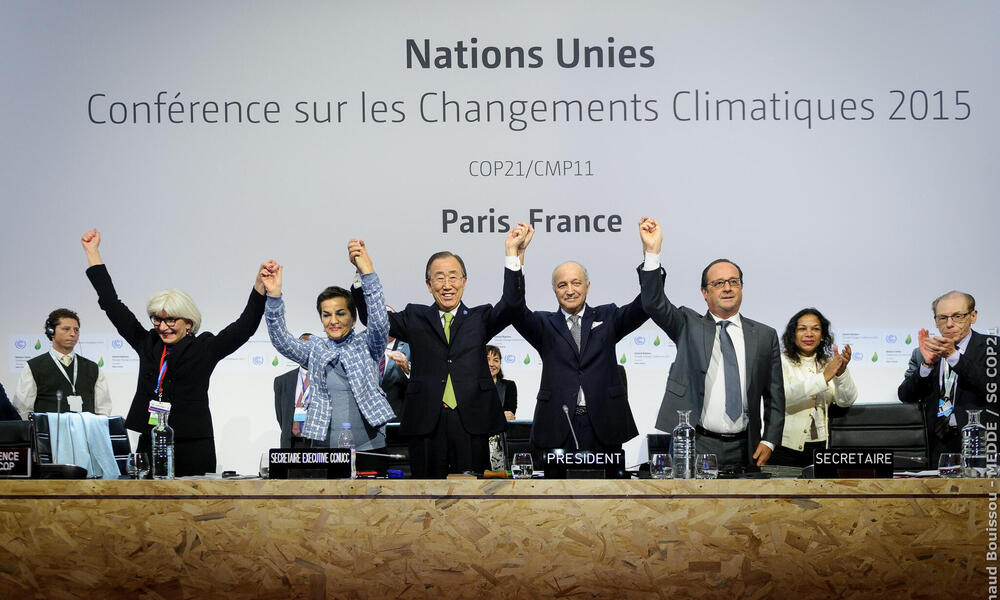 Nations Unies
Conférence sur les Changements Climatiques 2015
COP21/CMP11
Paris, France
ENCE
COP
SECRETAIRE EXECUTIVE CCNUCC
PRESIDENT
SECRETAIRE
naud Bouissou - MEDDE / SG COP21